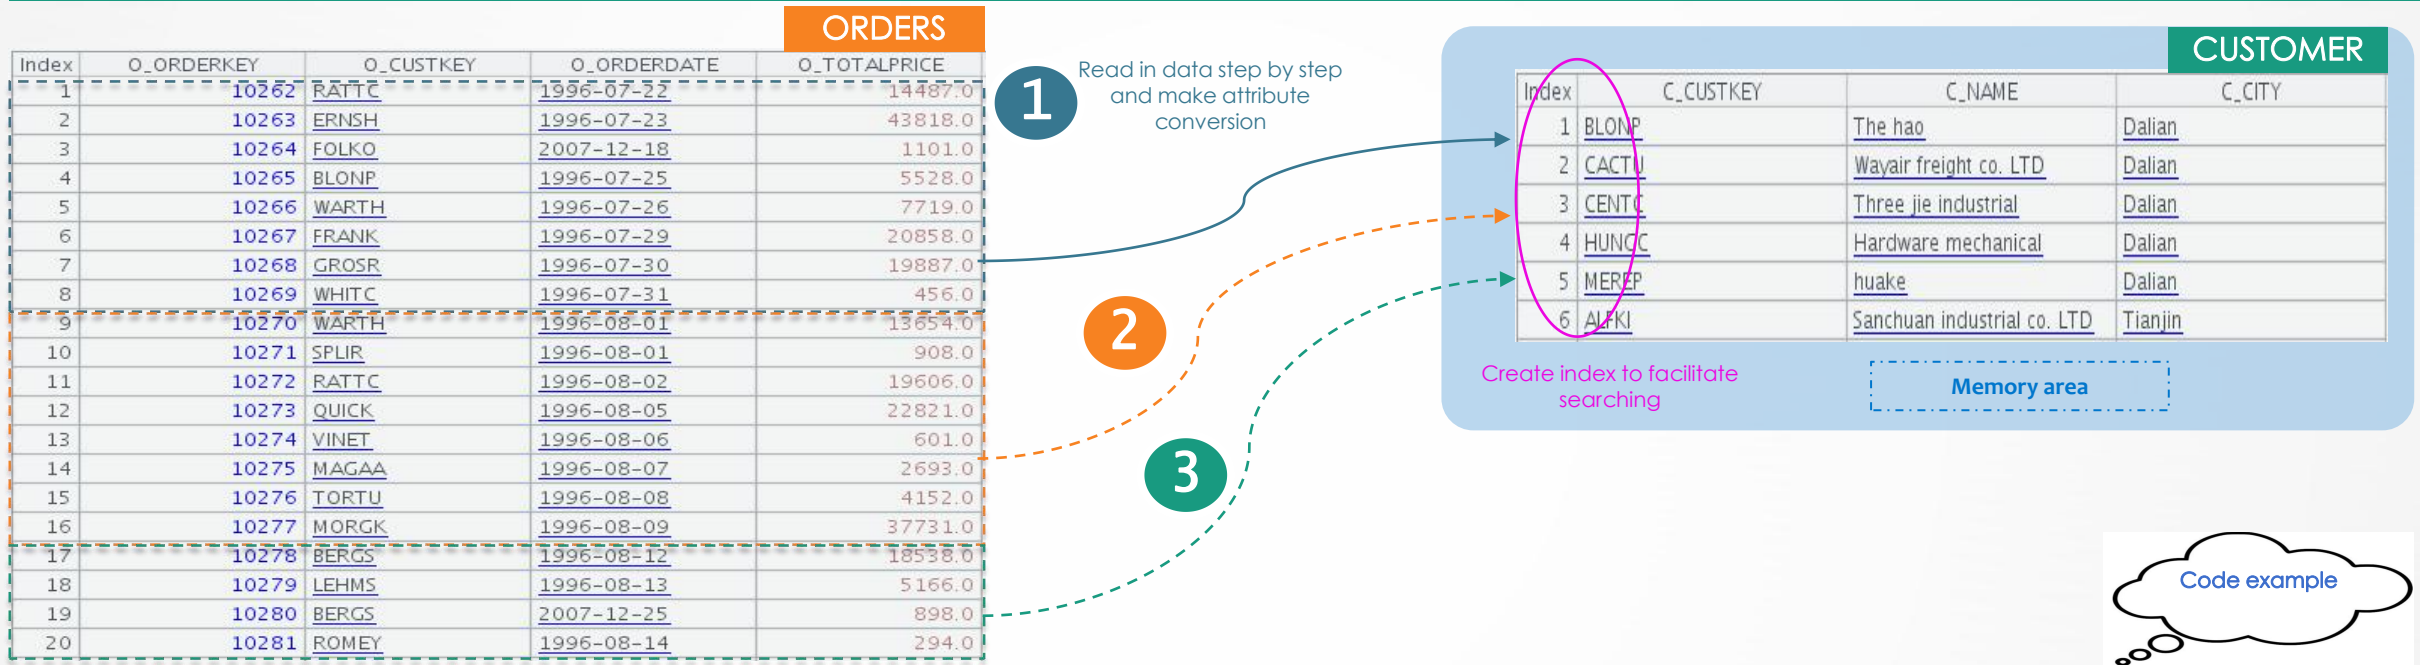 ORDERS
Index O_ORDERKEY O_CUSTKEY O_ORDERDATE O_TOTALPRICE
1 10262 RATTC 1996-07-22 14487.0
2 10263 ERNSH 1996-07-23 43818.0
3 10264 FOLKO 2007-12-18 1101.0
4 10265 BLONP 1996-07-25 5528.0
5 10266 WARTH 1996-07-26 7719.0
6 10267 FRANK 1996-07-29 20858.0
7 10268 GROSR 1996-07-30 19887.0
8 10269 WHITC 1996-07-31 456.0
9 10270 WARTH 1996-08-01 13654.0
10 10271 SPLIR 1996-08-01 908.0
11 10272 RATTC 1996-08-02 19606.0
12 10273 QUICK 1996-08-05 22821.0
13 10274 VINET 1996-08-06 601.0
14 10275 MAGAA 1996-08-07 2693.0
15 10276 TORTU 1996-08-08 4152.0
16 10277 MORGK 1996-08-09 37731.0
17 10278 BERGS 1996-08-12 18538.0
18 10279 LEHMS 1996-08-13 5166.0
19 10280 BERGS 2007-12-25 898.0
20 10281 ROMEY 1996-08-14 294.0
1
Read in data step by step
and make attribute
conversion
2
3
CUSTOMER
Index C_CUSTKEY C_NAME C_CITY
1 BLONP The hao Dalian
2 CACTU Wayair freight co. LTD Dalian
3 CENTC Three jie industrial Dalian
4 HUNGC Hardware mechanical Dalian
5 MEREP huake Dalian
6 ALFKI Sanchuan industrial co. LTD Tianjin
Create index to facilitate
searching
Memory area
Code example